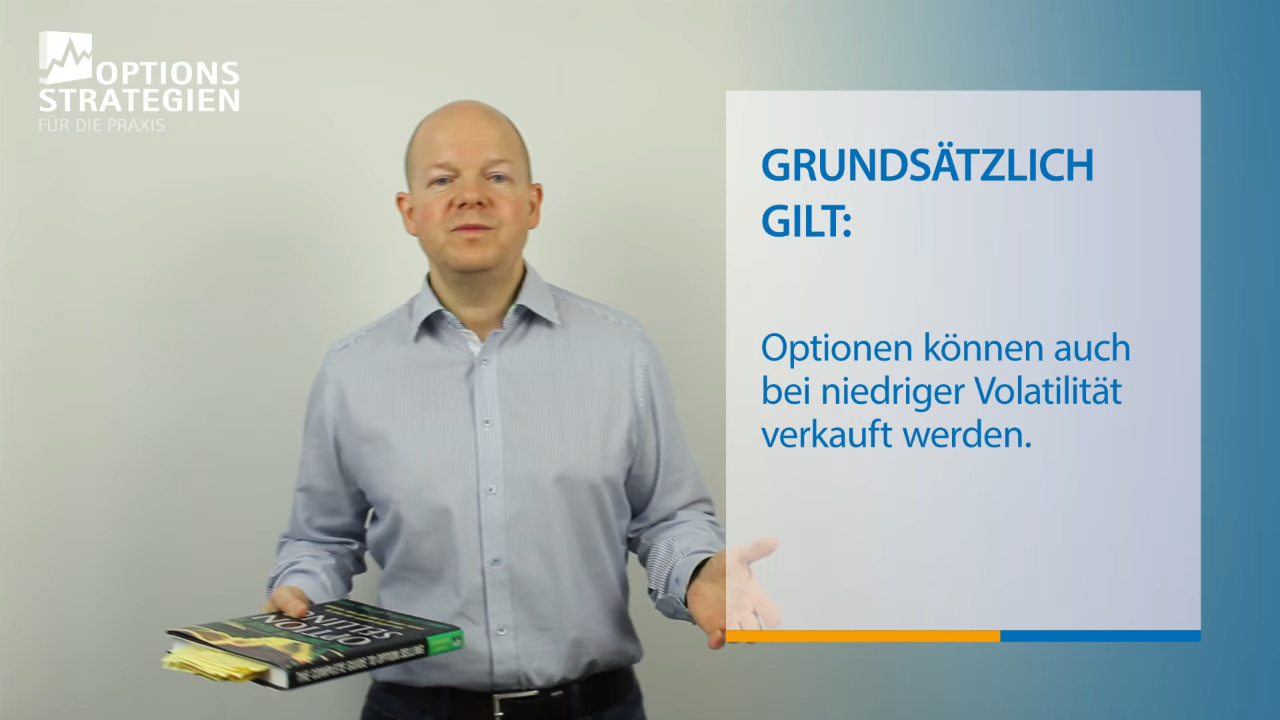 OPTIONS
STRATEGIEN
FÜR DIE PRAXIS
GRUNDSÄTZLICH
GILT:
Optionen können auch
bei niedriger Volatilität
verkauft werden.
OPTION
SELLING
THE COMPLETE GUIDE TO OPTION SELLING